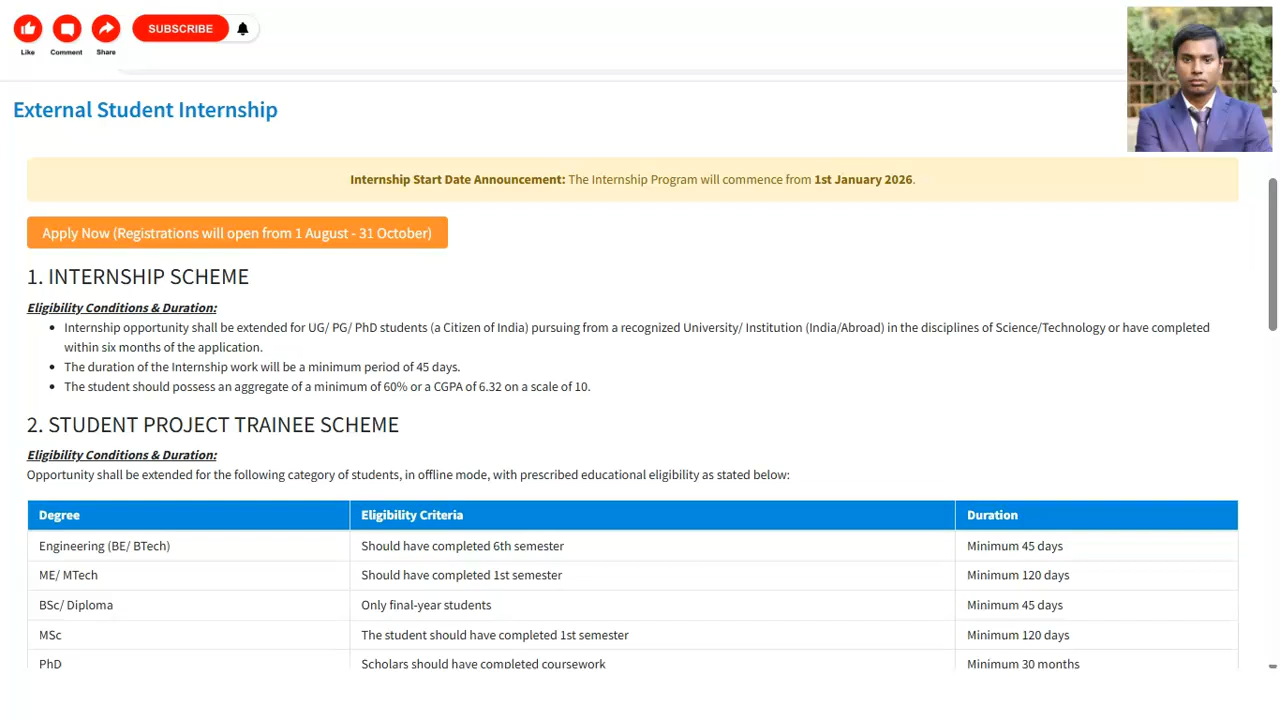 Like
Comment
Share
SUBSCRIBE
External Student Internship
Internship Start Date Announcement: The Internship Program will commence from 1st January 2026.
Apply Now (Registrations will open from 1 August - 31 October)
1. INTERNSHIP SCHEME
Eligibility Conditions & Duration:
Internship opportunity shall be extended for UG/ PG/ PhD students (a Citizen of India) pursuing from a recognized University/ Institution (India/Abroad) in the disciplines of Science/Technology or have completed
within six months of the application.
The duration of the Internship work will be a minimum period of 45 days.
The student should possess an aggregate of a minimum of 60% or a CGPA of 6.32 on a scale of 10.
2. STUDENT PROJECT TRAINEE SCHEME
Eligibility Conditions & Duration:
Opportunity shall be extended for the following category of students, in offline mode, with prescribed educational eligibility as stated below:
Degree Eligibility Criteria Duration
Engineering (BE/ BTech) Should have completed 6th semester Minimum 45 days
ME/ MTech Should have completed 1st semester Minimum 120 days
BSc/ Diploma Only final-year students Minimum 45 days
MSc The student should have completed 1st semester Minimum 120 days
PhD Scholars should have completed coursework Minimum 30 months